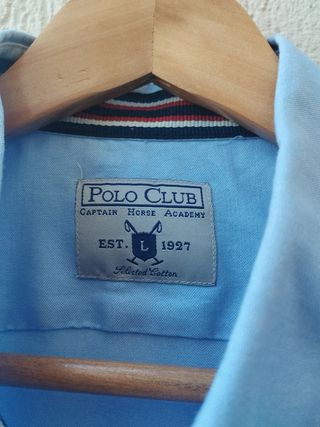 POLO CLUB
CAPTAIN HORSE ACADEMY
EST. L 1927
Selected Cotton